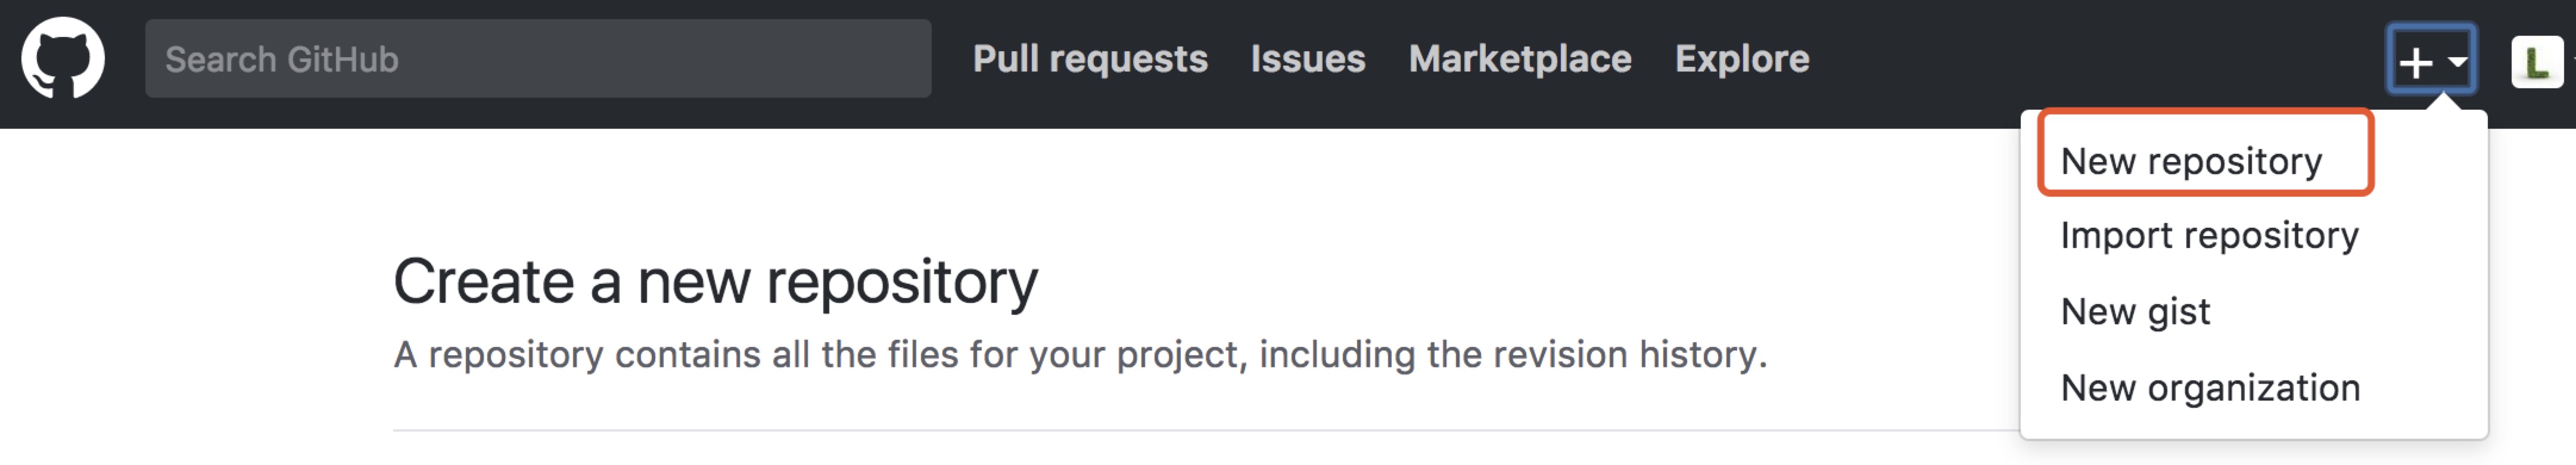 Search GitHub
Pull requests Issues Marketplace Explore
L
New repository
Import repository
New gist
New organization
Create a new repository
A repository contains all the files for your project, including the revision history.